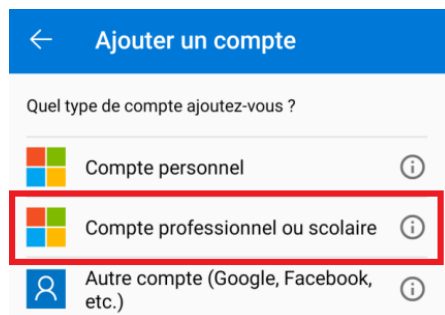 Ajouter un compte
Quel type de compte ajoutez-vous ?
Compte personnel
Compte professionnel ou scolaire
Autre compte (Google, Facebook,
etc.)